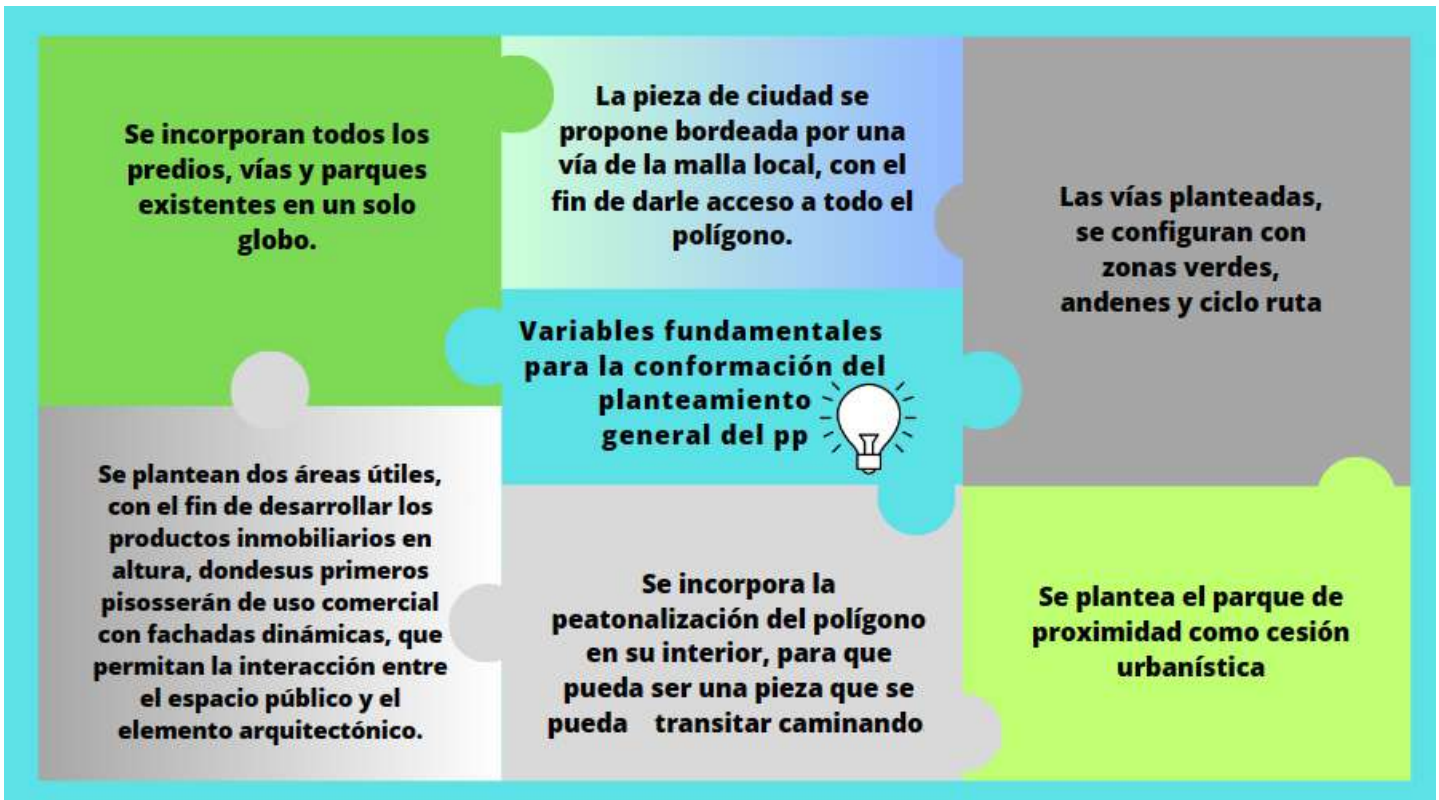 Se incorporan todos los
predios, vías y parques
existentes en un solo
globo.
La pieza de ciudad se
propone bordeada por una
vía de la malla local, con el
fin de darle acceso a todo el
polígono.
Las vías planteadas,
se configuran con
zonas verdes,
andenes y ciclo ruta
Variables fundamentales
para la conformación del
planteamiento
general del pp
Se plantean dos áreas útiles,
con el fin de desarrollar los
productos inmobiliarios en
altura, dondesus primeros
pisosserán de uso comercial
con fachadas dinámicas, que
permitan la interacción entre
el espacio público y el
elemento arquitectónico.
Se incorpora la
peatonalización del polígono
en su interior, para que
pueda ser una pieza que se
pueda transitar caminando
Se plantea el parque de
proximidad como cesión
urbanística